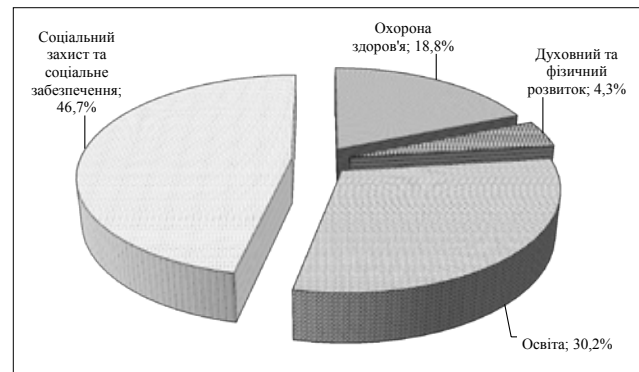 Соціальний
захист та
соціальне
забезпечення;
46,7%
Охорона
здоров'я; 18,8%
Духовний та
фізичний
розвиток; 4,3%
Освіта; 30,2%